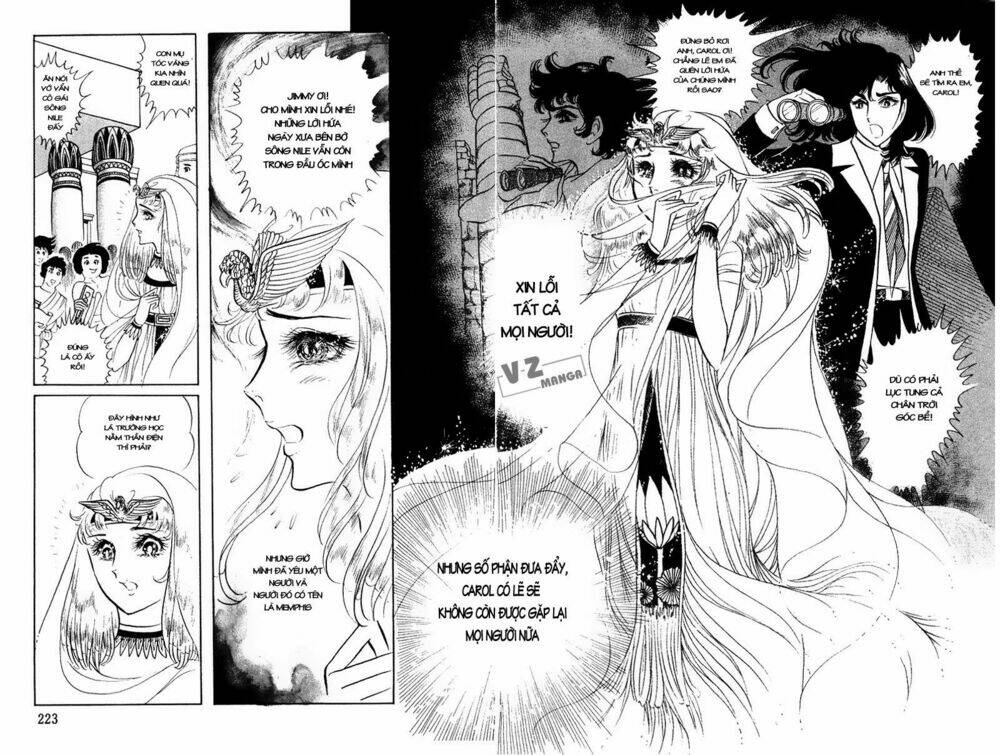 ANH THỀ
SẼ TÌM RA EM,
CAROL!
ĐỪNG BỎ RƠI
ANH, CAROL ƠI!
CHẲNG LẼ EM ĐÃ
QUÊN LỜI HỨA
CỦA CHÚNG MÌNH
RỒI SAO?
DÙ CÓ PHẢI
LỤC TUNG CẢ
CHÂN TRỜI
GÓC BỂ!
XIN LỖI
TẤT CẢ
MỌI NGƯỜI!
V-Z
MANGA
NHƯNG SỐ PHẬN ĐƯA ĐẨY,
CAROL CÓ LẼ SẼ
KHÔNG CÒN ĐƯỢC GẶP LẠI
MỌI NGƯỜI NỮA
JIMMY ƠI!
CHO MÌNH XIN LỖI NHÉ!
NHỮNG LỜI HỨA
NGÀY XƯA BÊN BỜ
SÔNG NILE VẪN CÒN
TRONG ĐẦU ÓC MÌNH
NHƯNG GIỜ
MÌNH ĐÃ YÊU MỘT
NGƯỜI VÀ
NGƯỜI ĐÓ CÓ TÊN
LÀ MEMPHIS
CON MỤ
TÓC VÀNG
KIA NHÌN
QUEN QUÁ!
ĂN NÓI
VỚ VẨN
CÔ GÁI
SÔNG
NILE
ĐẤY
ĐÚNG
LÀ CÔ ẤY
RỒI!
ĐÂY HÌNH NHƯ
LÀ TRƯỜNG HỌC
NẰM THẦN ĐIỆN
THÌ PHẢI?
223